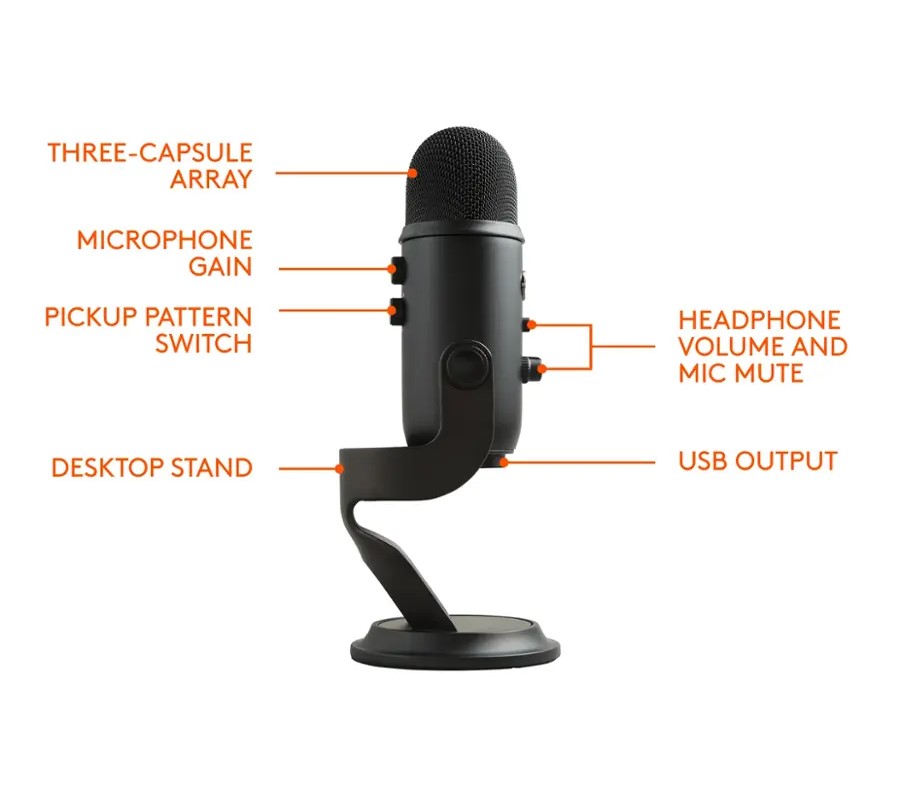 THREE-CAPSULE
ARRAY
MICROPHONE
GAIN
PICKUP PATTERN
SWITCH
DESKTOP STAND
HEADPHONE
VOLUME AND
MIC MUTE
USB OUTPUT